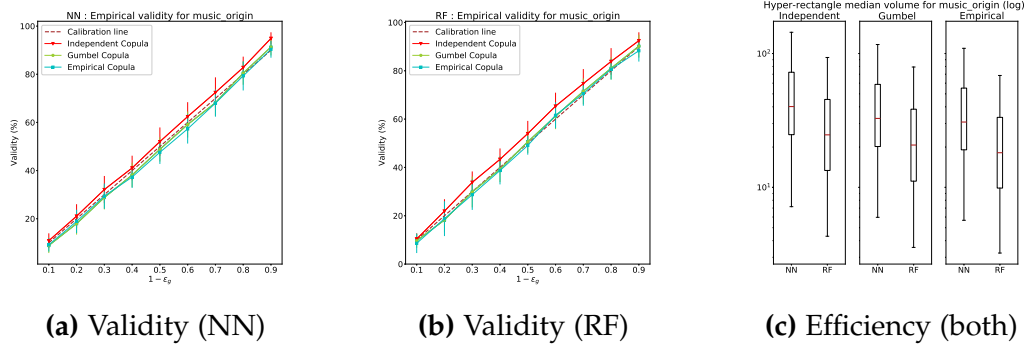 NN : Empirical validity for music_origin
Calibration line
Independent Copula
Gumbel Copula
Empirical Copula
Validity (%)
100
80
60
40
20
0.1 0.2 0.3 0.4 0.5 0.6 0.7 0.8 0.9
1 − ε_g
(a) Validity (NN)
RF : Empirical validity for music_origin
Calibration line
Independent Copula
Gumbel Copula
Empirical Copula
Validity (%)
100
80
60
40
20
0
0.1 0.2 0.3 0.4 0.5 0.6 0.7 0.8 0.9
1 − ε_g
(b) Validity (RF)
Hyper-rectangle median volume for music_origin (log)
Independent Gumbel Empirical
10²
10¹
NN RF NN RF NN RF
(c) Efficiency (both)